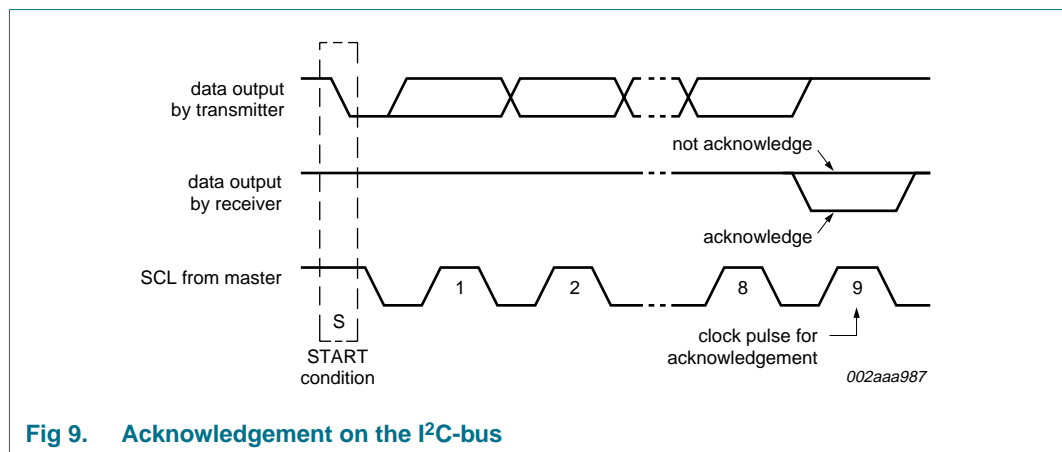 data output
by transmitter
not acknowledge
data output
by receiver
acknowledge
SCL from master
1
2
8
9
S
START
condition
clock pulse for
acknowledgement
002aaa987
Fig 9. Acknowledgement on the I²C-bus